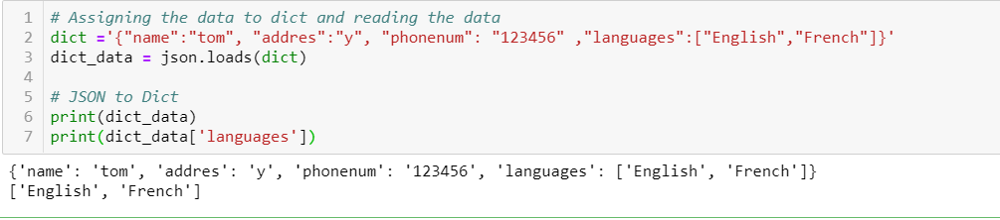 1 # Assigning the data to dict and reading the data
2 dict ='{"name":"tom", "addres":"y", "phonenum": "123456" ,"languages":["English","French"]}'
3 dict_data = json.loads(dict)
4
5 # JSON to Dict
6 print(dict_data)
7 print(dict_data['languages'])
{'name': 'tom', 'addres': 'y', 'phonenum': '123456', 'languages': ['English', 'French']}
['English', 'French']